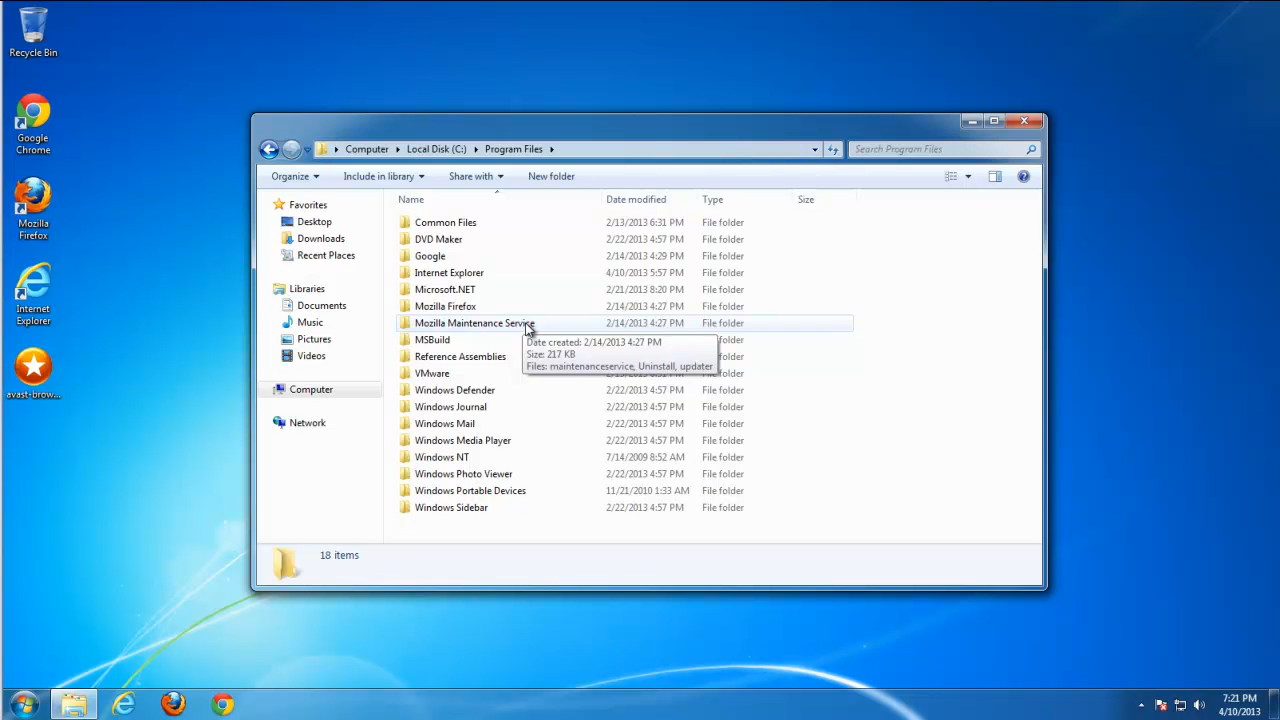 Recycle Bin
Google
Chrome
Mozilla
Firefox
Internet
Explorer
avast-brow...
Computer
Local Disk (C:)
Program Files
Search Program Files
Organize
Include in library
Share with
New folder
Favorites
Desktop
Downloads
Recent Places
Libraries
Documents
Music
Pictures
Videos
Computer
Network
Name Date modified Type Size
Common Files 2/13/2013 6:31 PM File folder
DVD Maker 2/22/2013 4:57 PM File folder
Google 2/14/2013 4:29 PM File folder
Internet Explorer 4/10/2013 5:57 PM File folder
Microsoft.NET 2/21/2013 8:20 PM File folder
Mozilla Firefox 2/14/2013 4:27 PM File folder
Mozilla Maintenance Service 2/14/2013 4:27 PM File folder
MSBuild File folder
Reference Assemblies File folder
VMware File folder
Date created: 2/14/2013 4:27 PM
Size: 217 KB
Files: maintenanceservice, Uninstall, updater
Windows Defender 2/22/2013 4:57 PM File folder
Windows Journal 2/22/2013 4:57 PM File folder
Windows Mail 2/22/2013 4:57 PM File folder
Windows Media Player 2/22/2013 4:57 PM File folder
Windows NT 7/14/2009 8:52 AM File folder
Windows Photo Viewer 2/22/2013 4:57 PM File folder
Windows Portable Devices 11/21/2010 1:33 AM File folder
Windows Sidebar 2/22/2013 4:57 PM File folder
18 items
7:21 PM
4/10/2013